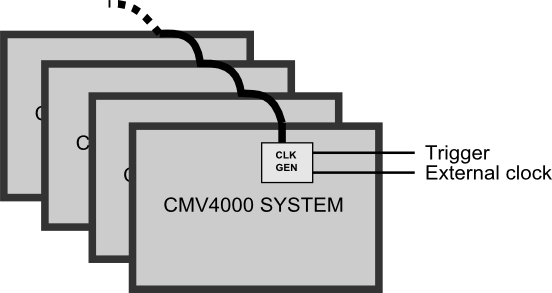 CLK
GEN
Trigger
External clock
CMV4000 SYSTEM